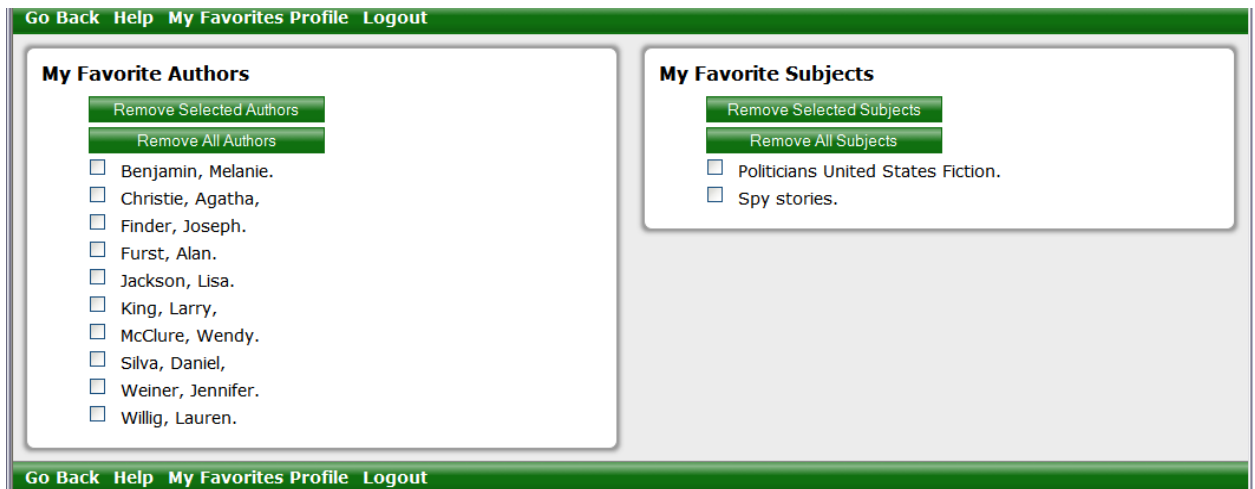 Go Back Help My Favorites Profile Logout
My Favorite Authors
Remove Selected Authors
Remove All Authors
Benjamin, Melanie.
Christie, Agatha,
Finder, Joseph.
Furst, Alan.
Jackson, Lisa.
King, Larry,
McClure, Wendy.
Silva, Daniel,
Weiner, Jennifer.
Willig, Lauren.
My Favorite Subjects
Remove Selected Subjects
Remove All Subjects
Politicians United States Fiction.
Spy stories.
Go Back Help My Favorites Profile Logout